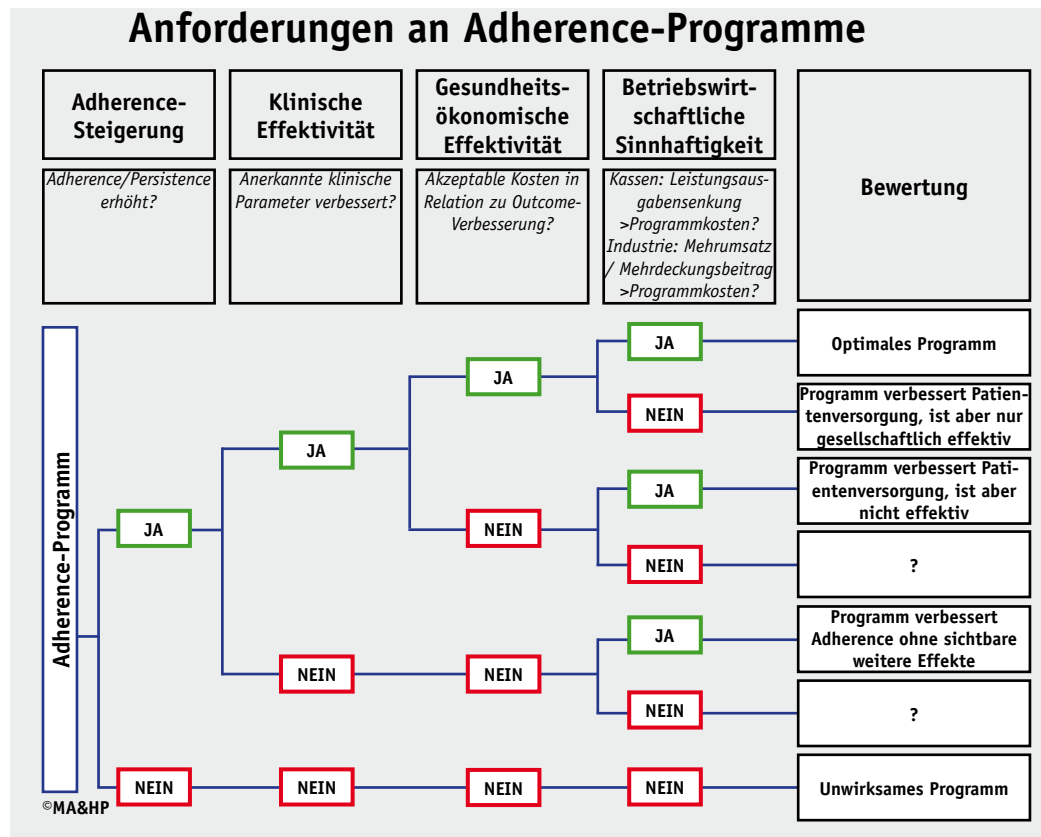 Anforderungen an Adherence-Programme
Adherence-
Steigerung
Klinische
Effektivität
Gesundheits-
ökonomische
Effektivität
Betriebswirt-
schaftliche
Sinnhaftigkeit
Bewertung
Adherence/Persistence
erhöht?
Anerkannte klinische
Parameter verbessert?
Akzeptable Kosten in
Relation zu Outcome-
Verbesserung?
Kassen: Leistungsaus-
gabensenkung
>Programmkosten?
Industrie: Mehrumsatz
/ Mehrdeckungsbeitrag
>Programmkosten?
Adherence-Programm
JA
Optimales Programm
JA
NEIN
Programm verbessert Patien-
tenversorgung, ist aber nur
gesellschaftlich effektiv
JA
JA
Programm verbessert Pati-
entenversorgung, ist aber
nicht effektiv
JA
NEIN
NEIN
?
JA
Programm verbessert
Adherence ohne sichtbare
weitere Effekte
NEIN
NEIN
NEIN
?
NEIN
NEIN
NEIN
NEIN
Unwirksames Programm
©MA&HP